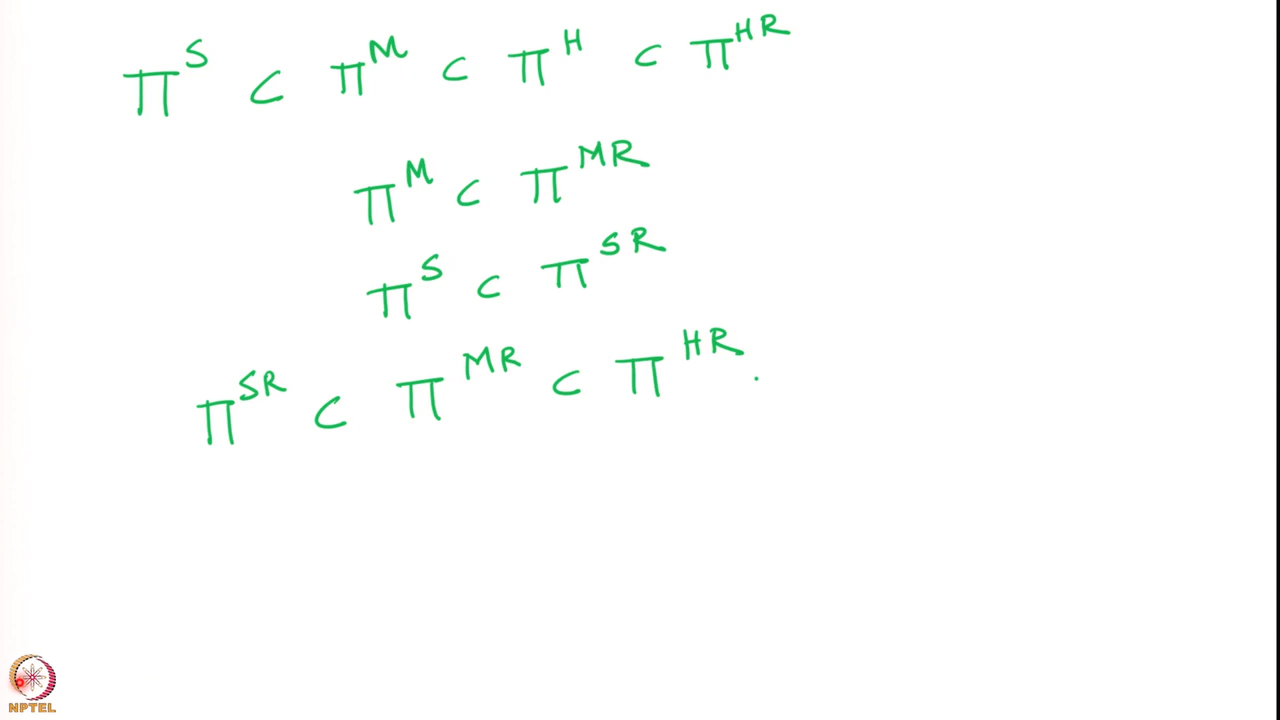 Π^S ⊂ Π^M ⊂ Π^H ⊂ Π^HR
Π^M ⊂ Π^MR
Π^S ⊂ Π^SR
Π^SR ⊂ Π^MR ⊂ Π^HR .
NPTEL